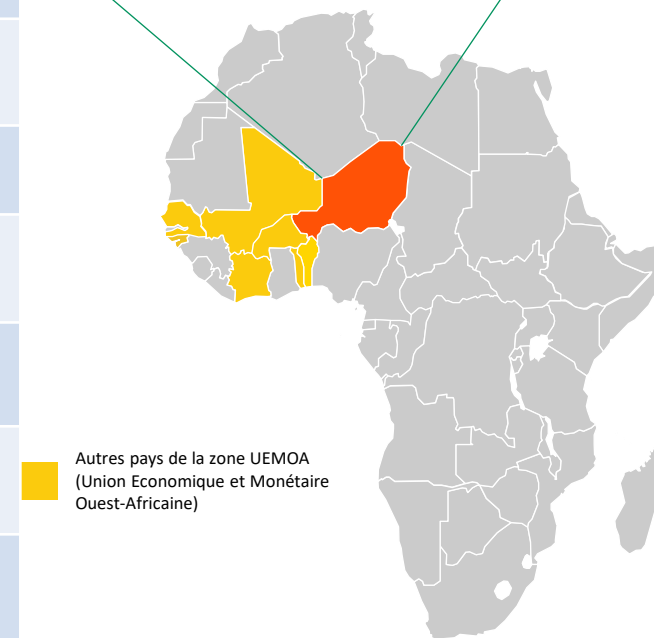 Autres pays de la zone UEMOA
(Union Economique et Monétaire
Ouest-Africaine)